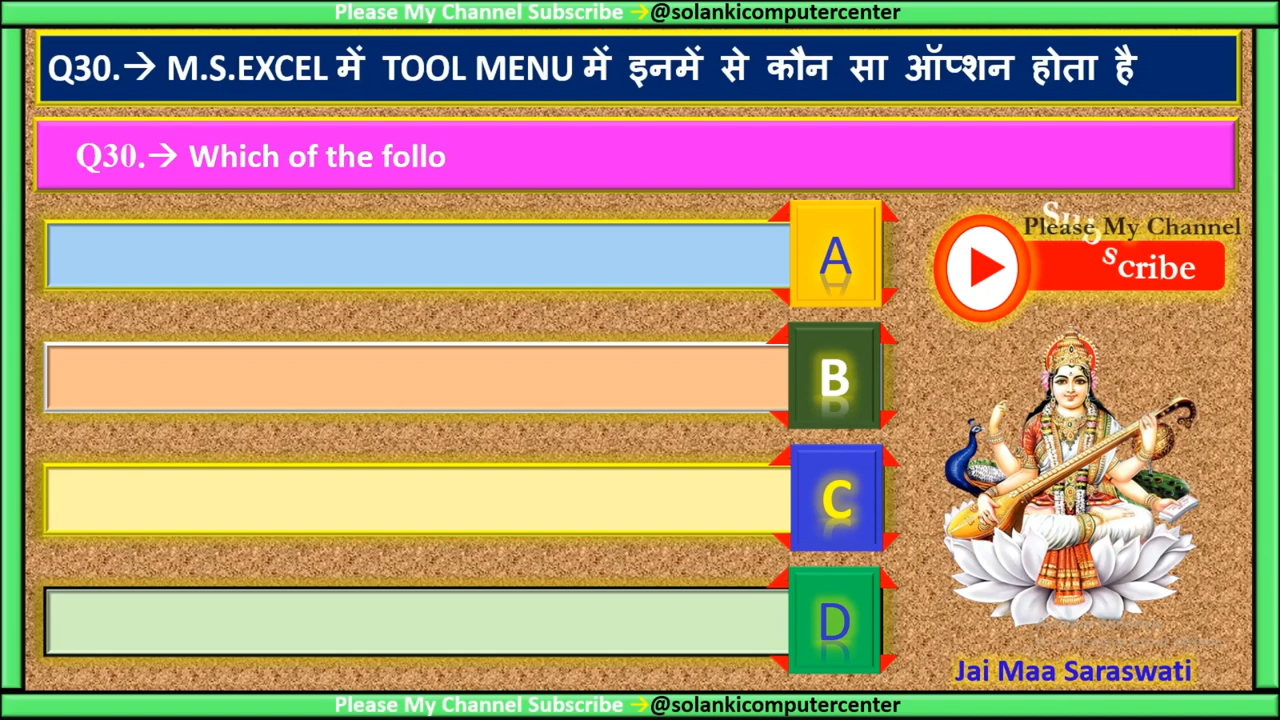 Please My Channel Subscribe →@solankicomputercenter
Q30.→ M.S.EXCEL में TOOL MENU में इनमें से कौन सा ऑप्शन होता है
Q30.→ Which of the follo
A
B
C
D
Please My Channel
Subscribe
Jai Maa Saraswati
Please My Channel Subscribe →@solankicomputercenter